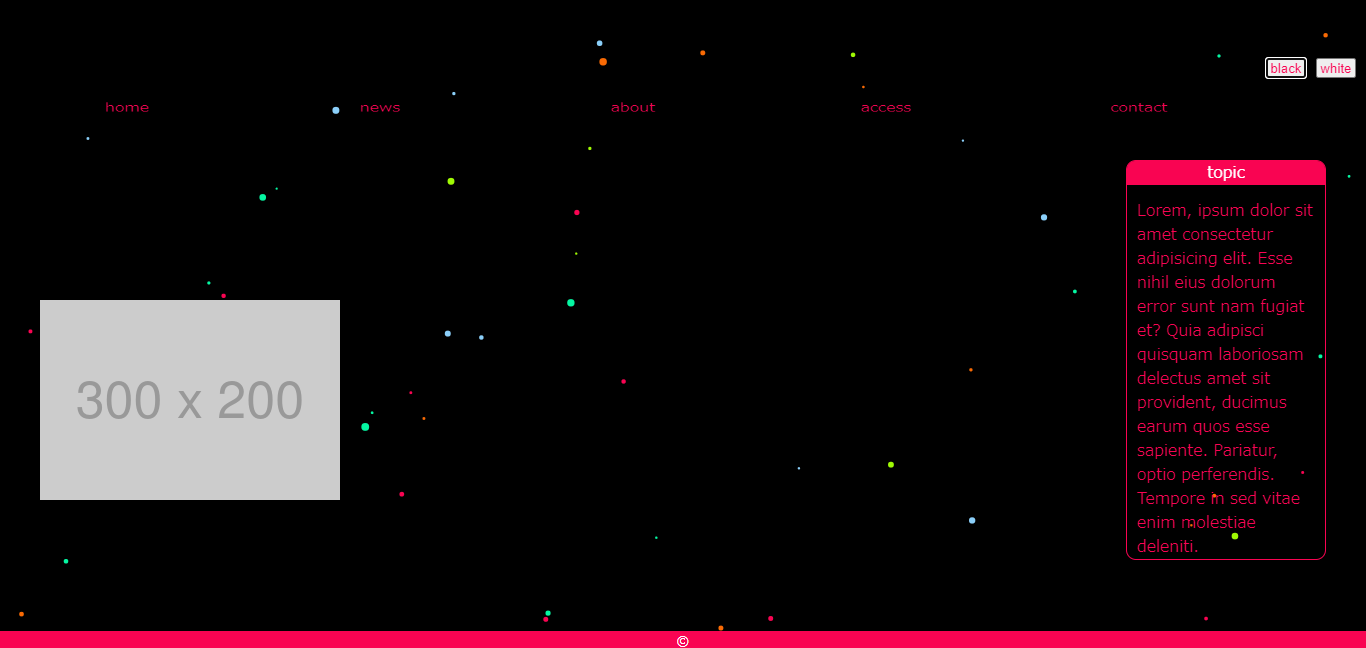 black white
home news about access contact
topic
Lorem, ipsum dolor sit
amet consectetur
adipisicing elit. Esse
nihil eius dolorum
error sunt nam fugiat
et? Quia adipisci
quisquam laboriosam
delectus amet sit
provident, ducimus
earum quos esse
sapiente. Pariatur,
optio perferendis.
Tempore in sed vitae
enim molestiae
deleniti.
300 x 200
©